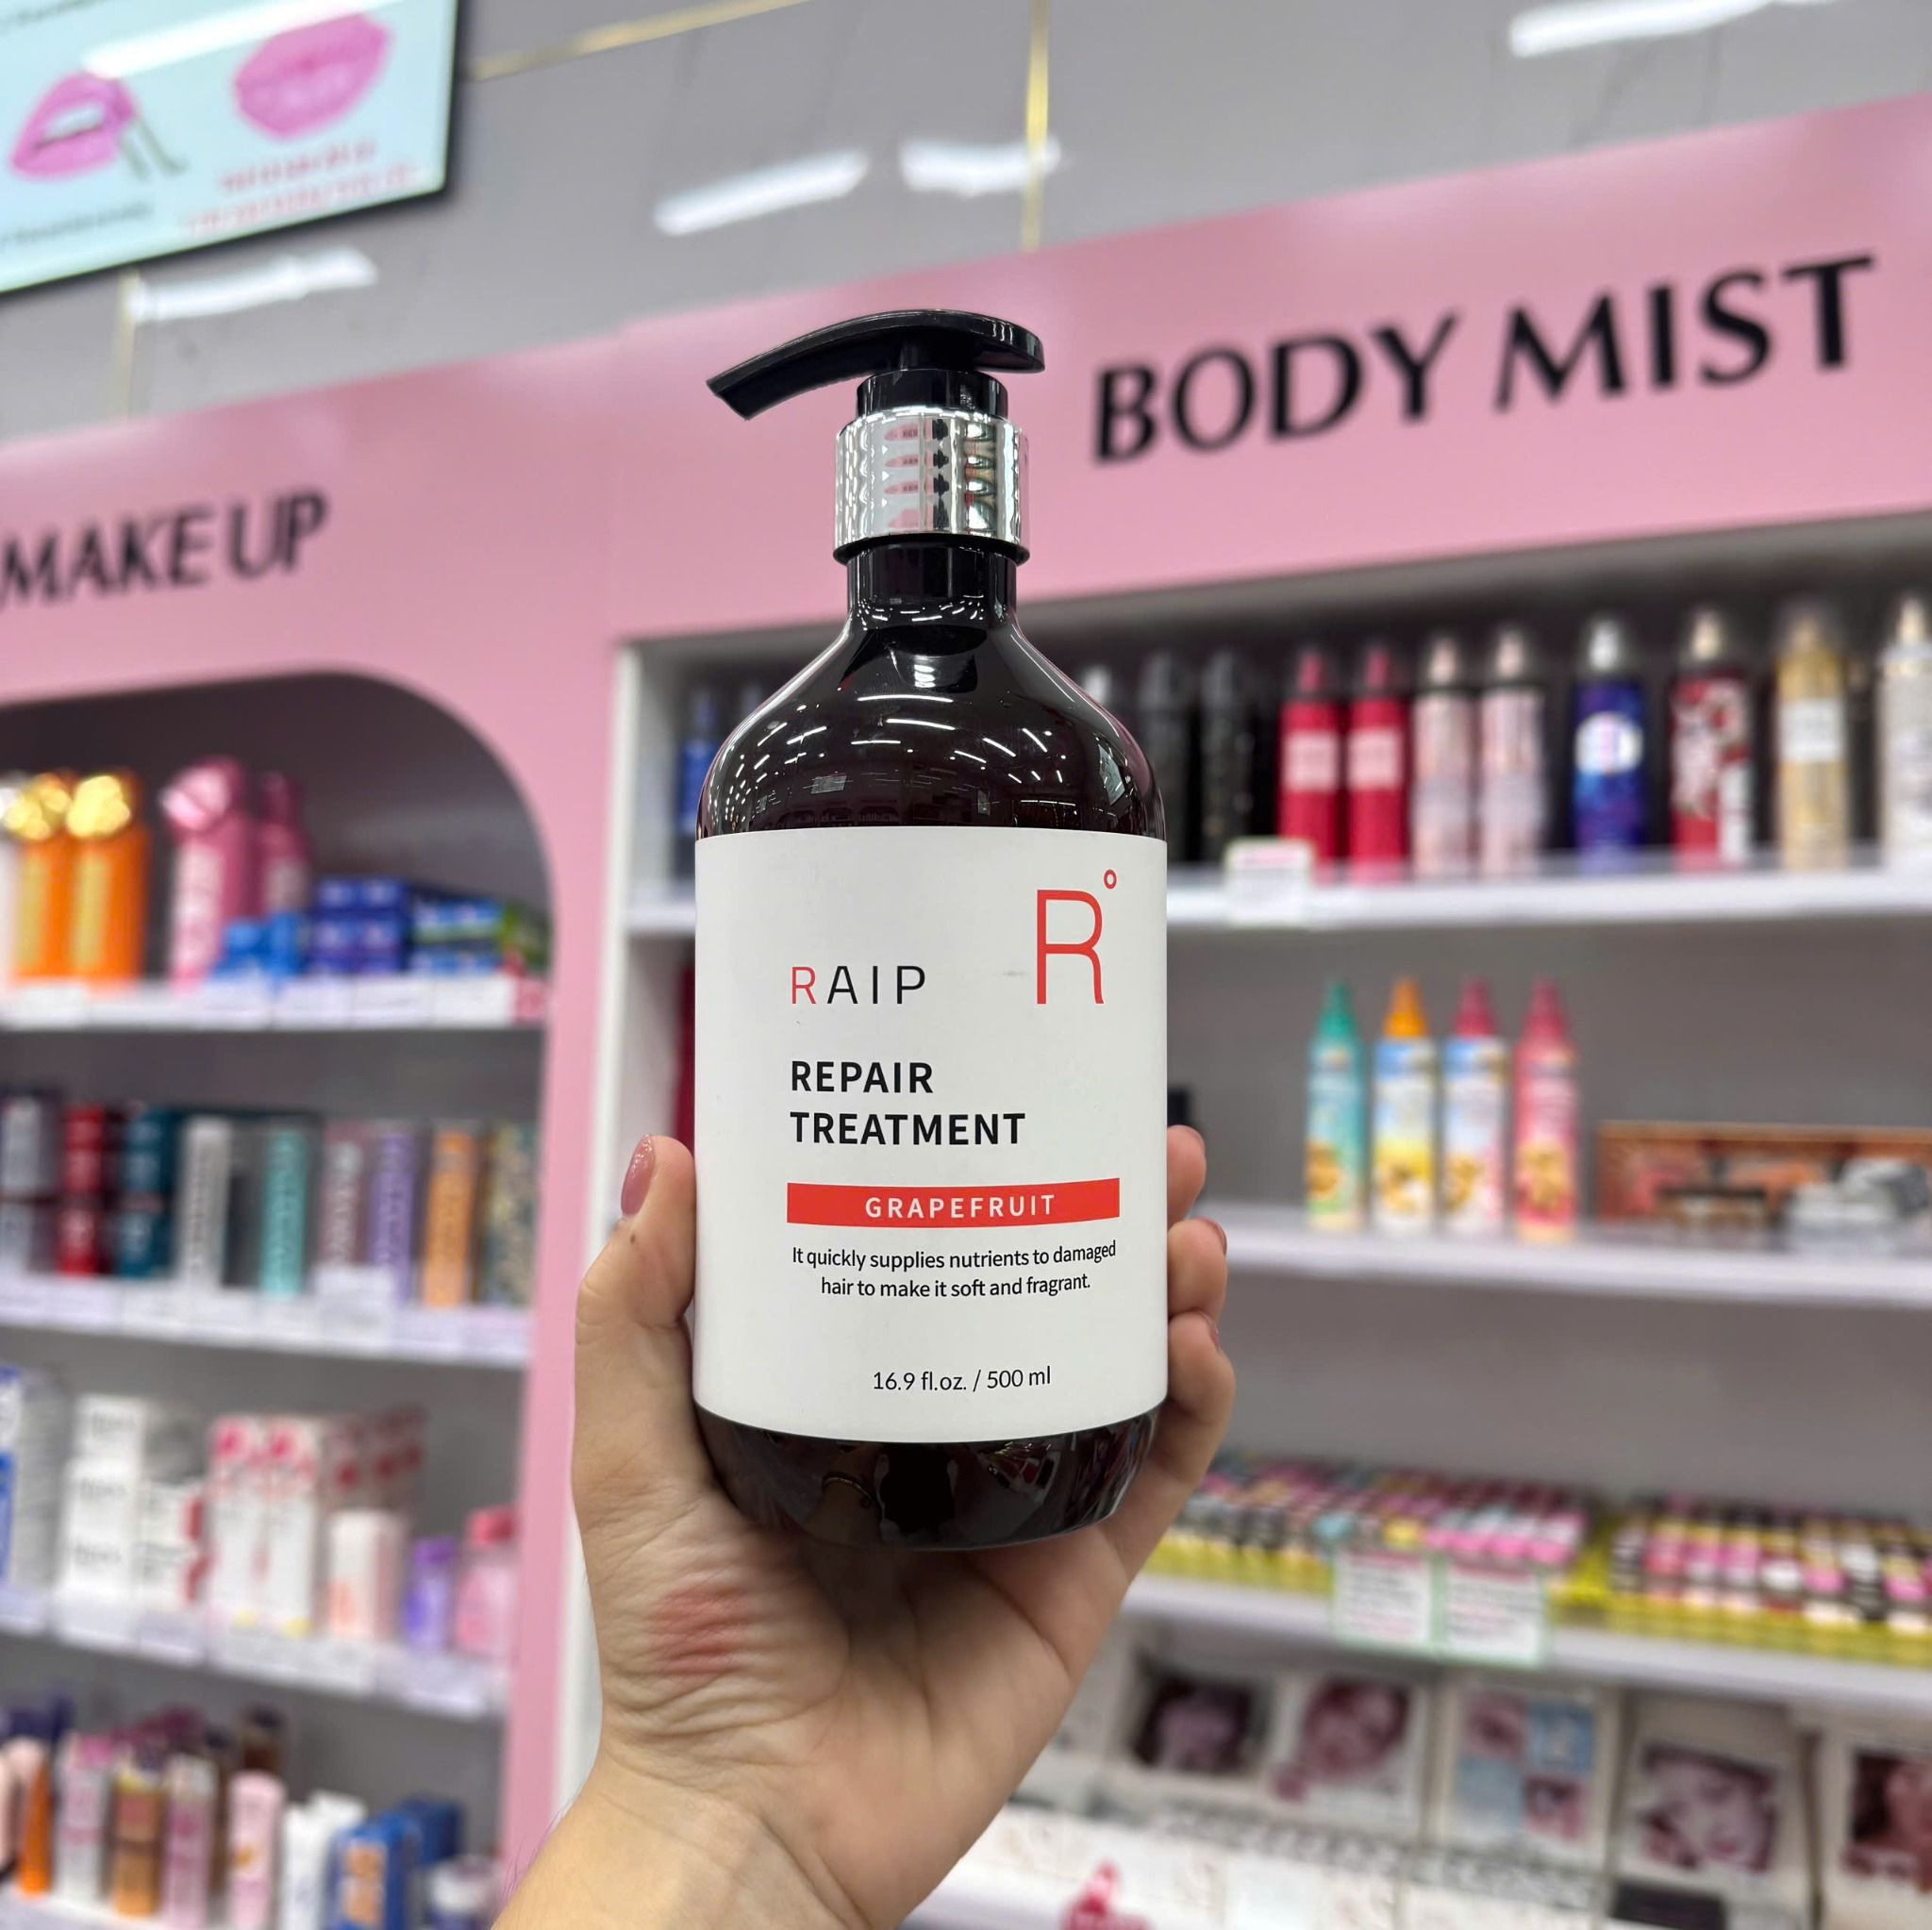 MAKE UP
BODY MIST
R°
RAIP
REPAIR
TREATMENT
GRAPEFRUIT
It quickly supplies nutrients to damaged
hair to make it soft and fragrant.
16.9 fl.oz. / 500 ml